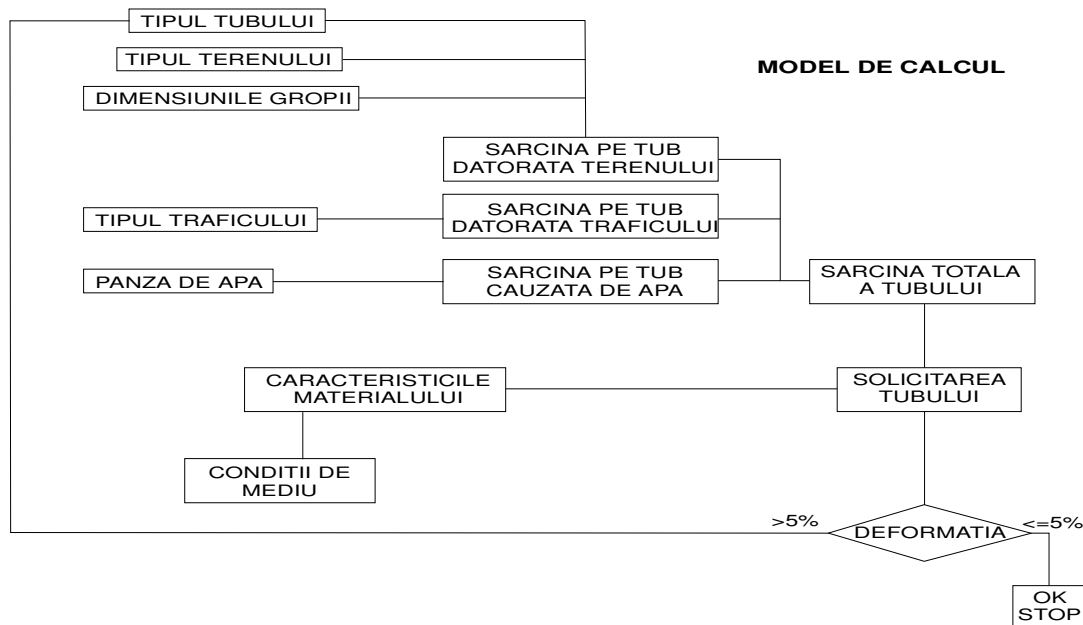 TIPUL TUBULUI
TIPUL TERENULUI
MODEL DE CALCUL
DIMENSIUNILE GROPII
SARCINA PE TUB
DATORATA TERENULUI
TIPUL TRAFICULUI
SARCINA PE TUB
DATORATA TRAFICULUI
PANZA DE APA
SARCINA PE TUB
CAUZATA DE APA
SARCINA TOTALA
A TUBULUI
CARACTERISTICILE
MATERIALULUI
SOLICITAREA
TUBULUI
CONDITII DE
MEDIU
>5%
DEFORMATIA
<=5%
OK
STOP